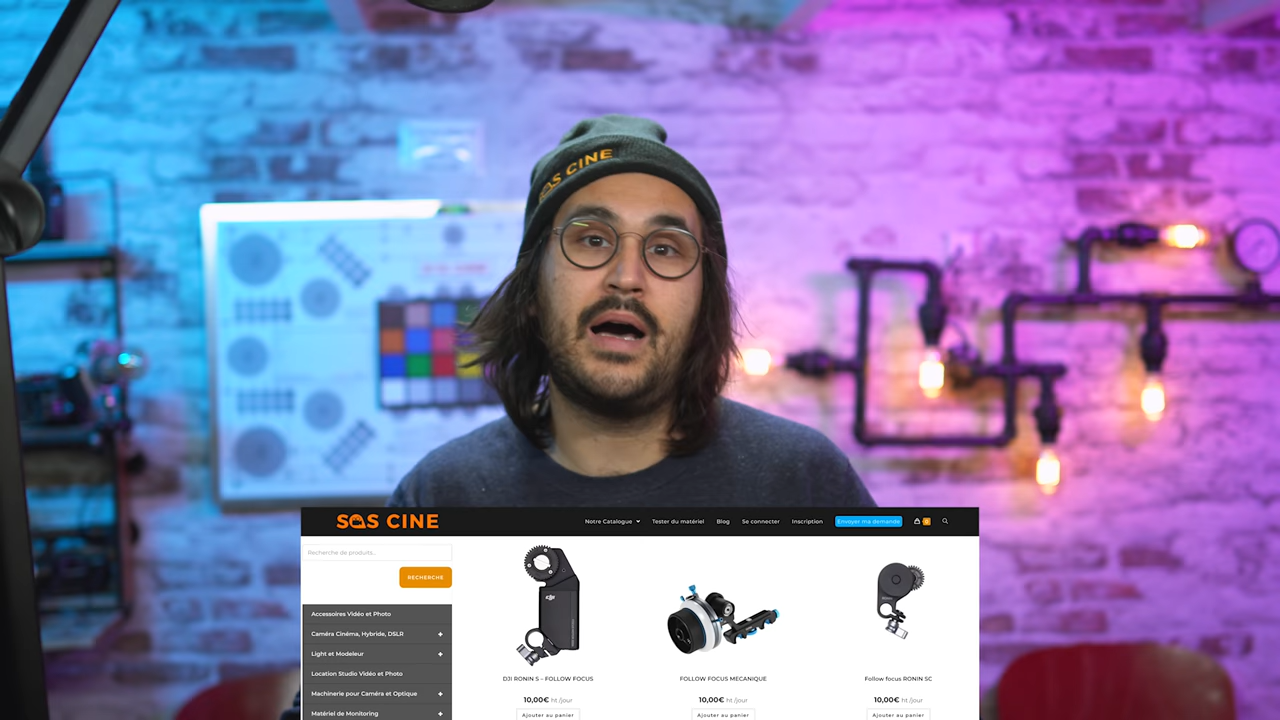 SOS CINE
SOS CINE
Notre Catalogue
Tester du matériel
Blog
Se connecter
Inscription
Envoyer ma demande
0
Recherche de produits...
RECHERCHE
Accessoires Vidéo et Photo
Caméra Cinéma, Hybride, DSLR +
Light et Modeleur +
Location Studio Vidéo et Photo
Machinerie pour Caméra et Optique +
Matériel de Monitoring +
DJI
DJI RONIN S – FOLLOW FOCUS
10,00€ ht /jour
Ajouter au panier
FOLLOW FOCUS MECANIQUE
10,00€ ht /jour
Ajouter au panier
Follow focus RONIN SC
10,00€ ht /jour
Ajouter au panier